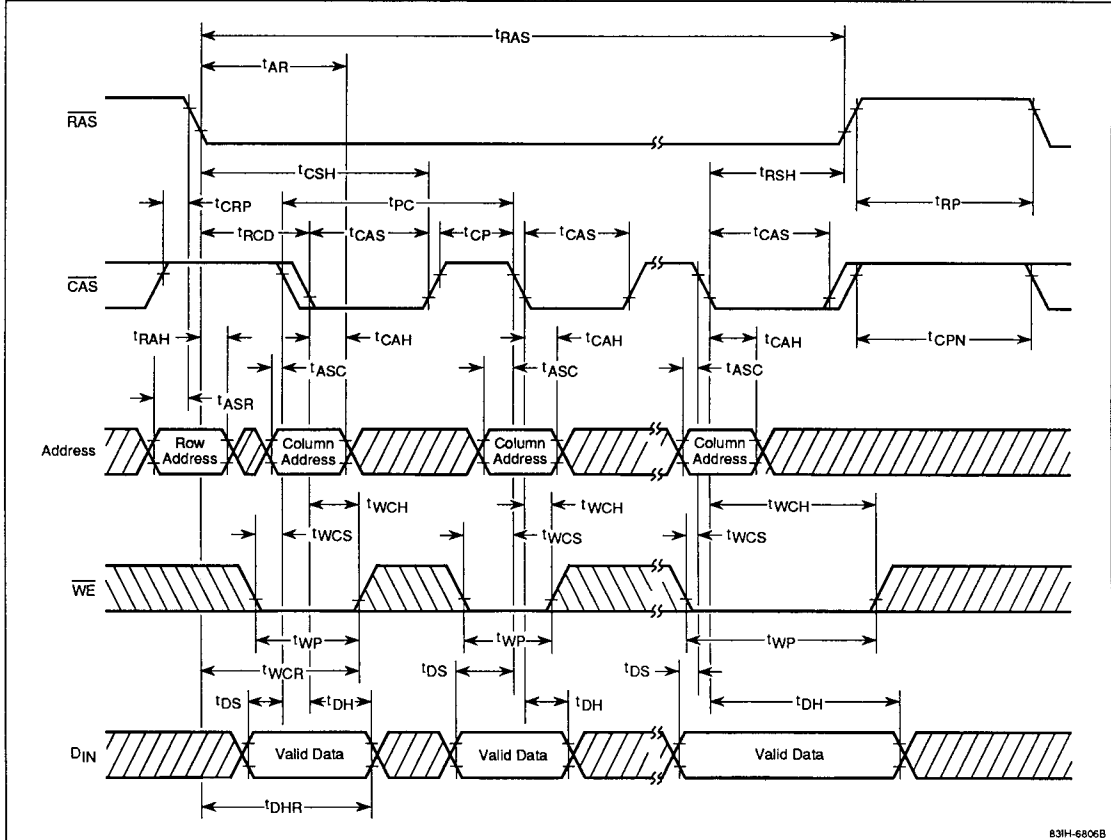 tRAS
tAR
RAS
tCSH
tRSH
tCRP
tPC
tRP
tRCD
tCAS
tCP
tCAS
tCAS
CAS
tRAH
tCAH
tCAH
tCAH
tCPN
tASC
tASC
tASC
tASR
Address
Row
Address
Column
Address
Column
Address
Column
Address
tWCH
tWCH
tWCH
tWCS
tWCS
tWCS
WE
tWP
tWP
tWP
tWCR
tDS
tDS
tDS
tDH
tDH
tDH
DIN
Valid Data
Valid Data
Valid Data
tDHR
83IH-6806B